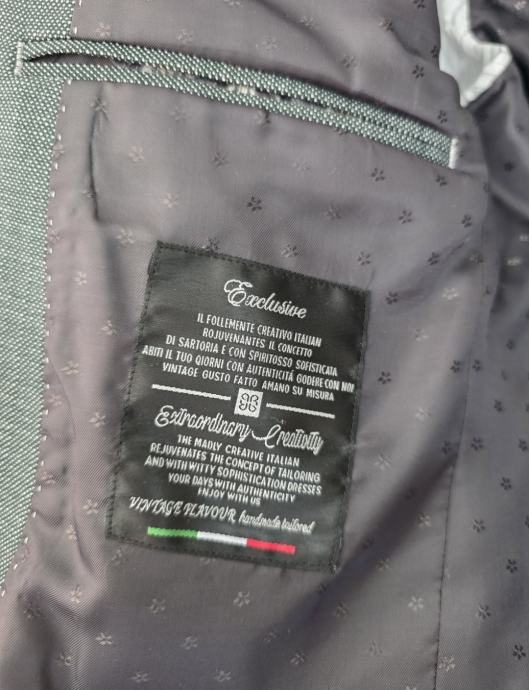 Exclusive
IL FOLLEMENTE CREATIVO ITALIAN
ROJUVENANTES IL CONCETTO
DI SARTORIA E CON SPIRITOSSO SOFISTICATA
ABITI IL TUO QIORNI CON AUTENTICITÁ GODERE CON NOI
VINTAGE GUSTO FATTO AMANO SU MISURA
Extraordinary Creativity
THE MADLY CREATIVE ITALIAN
REJUVENATES THE CONCEPT OF TAILORING
AND WITH WITTY SOPHISTICATION DRESSES
YOUR DAYS WITH AUTHENTICITY
ENJOY WITH US
VINTAGE FLAVOUR handmade tailored